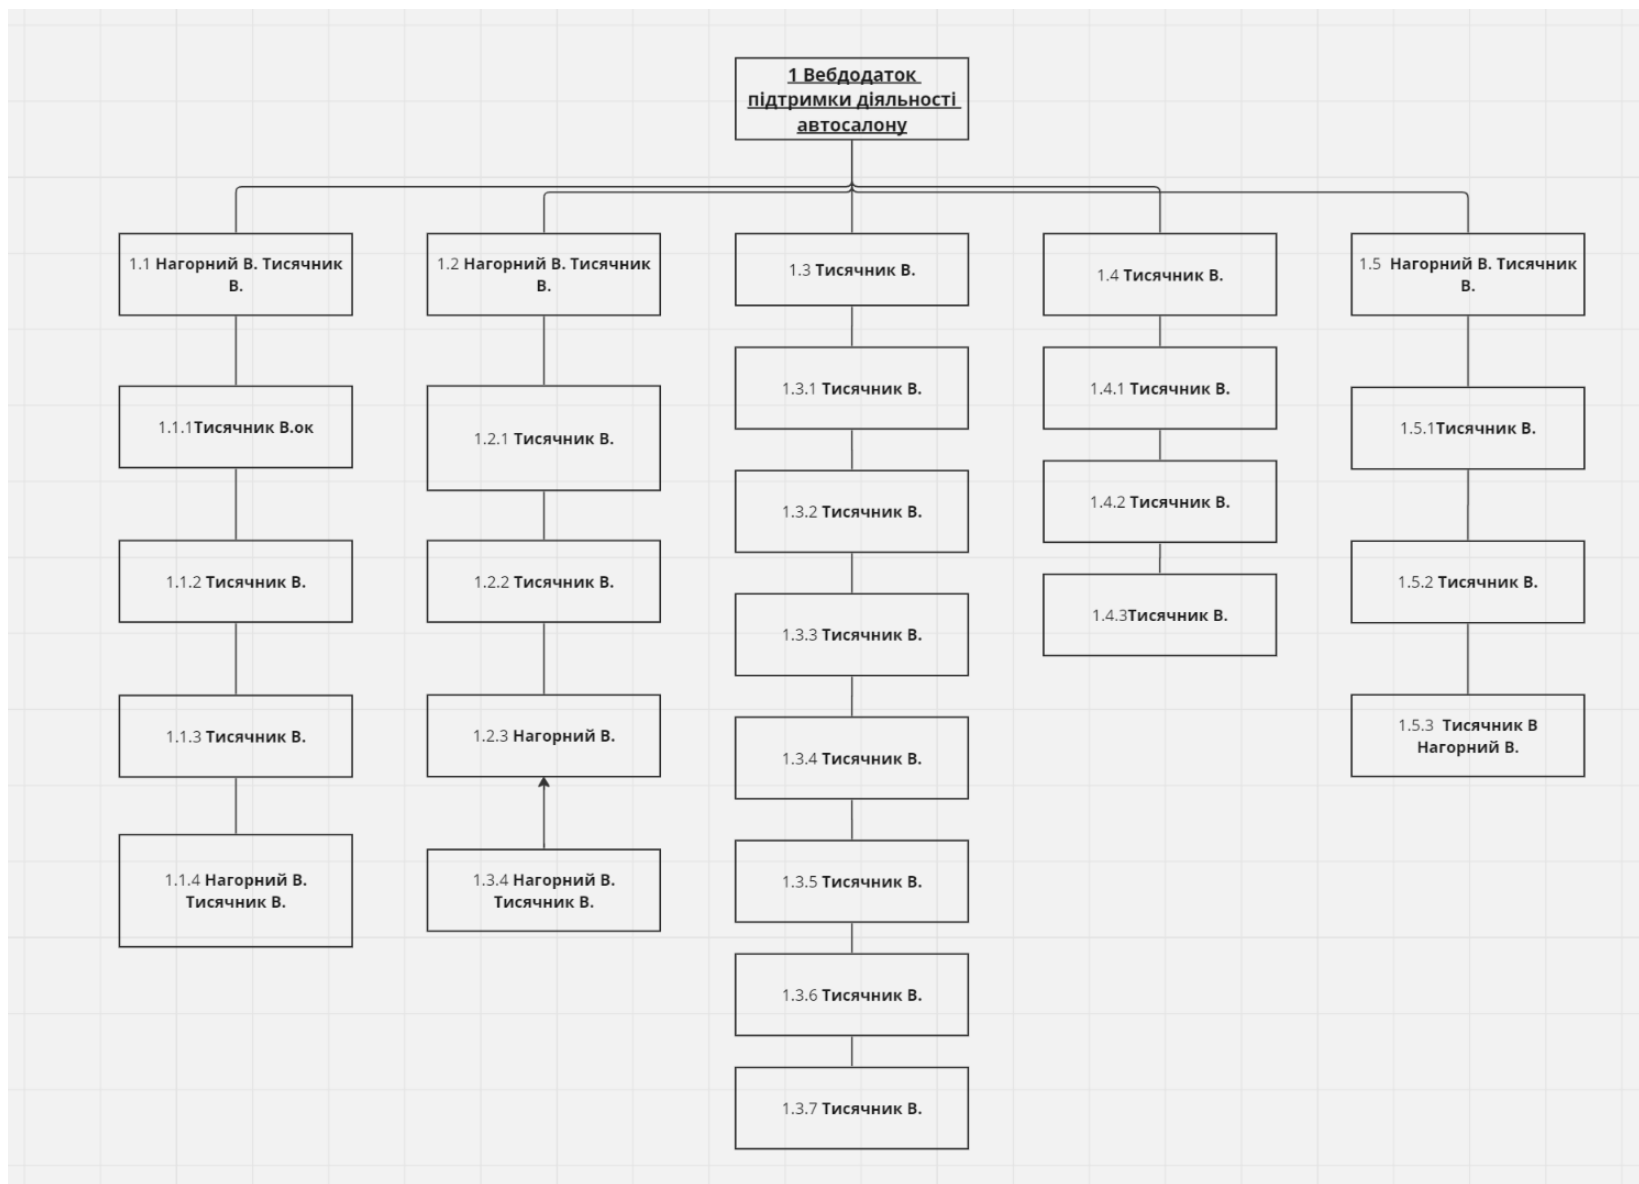 1 Вебдодаток
підтримки діяльності
автосалону
1.1 Нагорний В. Тисячник
В.
1.2 Нагорний В. Тисячник
В.
1.3 Тисячник В.
1.4 Тисячник В.
1.5 Нагорний В. Тисячник
В.
1.1.1Тисячник В.ок
1.1.2 Тисячник В.
1.1.3 Тисячник В.
1.1.4 Нагорний В.
Тисячник В.
1.2.1 Тисячник В.
1.2.2 Тисячник В.
1.2.3 Нагорний В.
1.3.4 Нагорний В.
Тисячник В.
1.3.1 Тисячник В.
1.3.2 Тисячник В.
1.3.3 Тисячник В.
1.3.4 Тисячник В.
1.3.5 Тисячник В.
1.3.6 Тисячник В.
1.3.7 Тисячник В.
1.4.1 Тисячник В.
1.4.2 Тисячник В.
1.4.3Тисячник В.
1.5.1Тисячник В.
1.5.2 Тисячник В.
1.5.3 Тисячник В
Нагорний В.